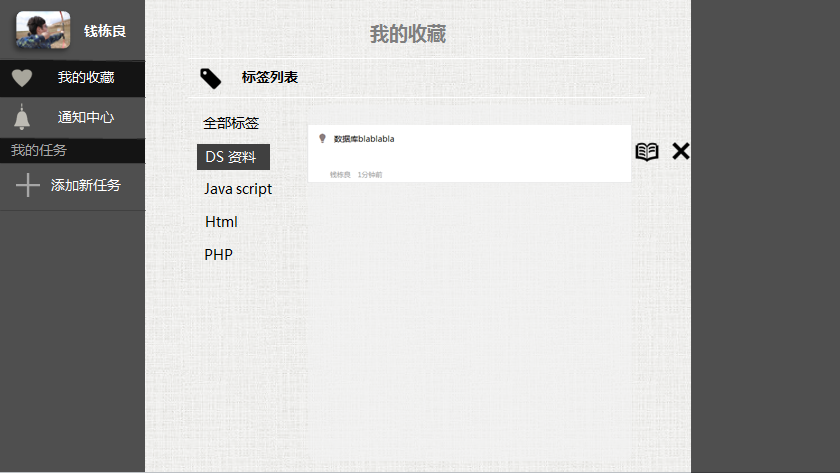 钱栋良
我的收藏
通知中心
我的任务
添加新任务
我的收藏
标签列表
全部标签
DS 资料
Java script
Html
PHP
数据库blablabla
钱栋良 1分钟前